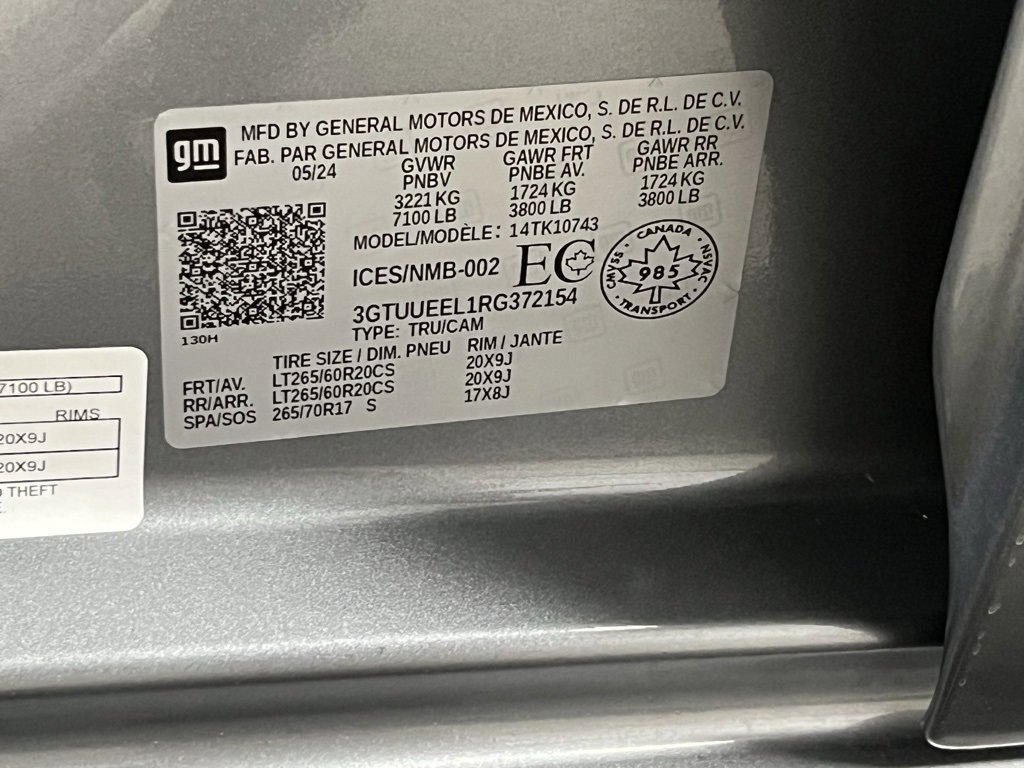 gm
MFD BY GENERAL MOTORS DE MEXICO, S. DE R.L. DE C.V.
FAB. PAR GENERAL MOTORS DE MEXICO, S. DE R.L. DE C.V.
05/24 GVWR GAWR FRT GAWR RR
PNBV PNBE AV. PNBE ARR.
3221 KG 1724 KG 1724 KG
7100 LB 3800 LB 3800 LB
MODEL/MODÈLE: 14TK10743
ICES/NMB-002 EC
CANADA
CMVSS 985 NSVAC
TRANSPORT
3GTUUEEL1RG372154
TYPE: TRU/CAM
130H
TIRE SIZE / DIM. PNEU RIM / JANTE
FRT/AV. LT265/60R20CS 20X9J
RR/ARR. LT265/60R20CS 20X9J
SPA/SOS 265/70R17 S 17X8J
7100 LB)
RIMS
20X9J
20X9J
THEFT